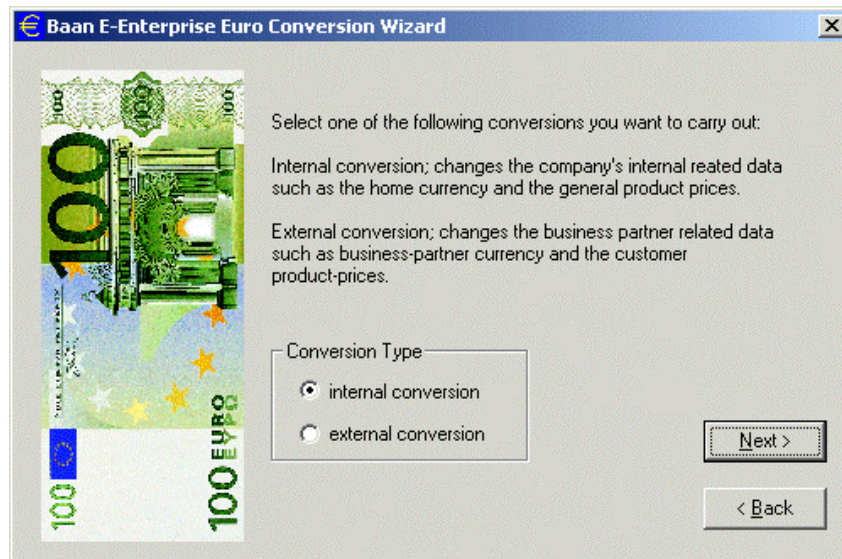 Baan E-Enterprise Euro Conversion Wizard
100
100
100
Select one of the following conversions you want to carry out:
Internal conversion; changes the company's internal reated data
such as the home currency and the general product prices.
External conversion; changes the business partner related data
such as business-partner currency and the customer
product-prices.
Conversion Type
internal conversion
external conversion
100
100 EURO
ΕΥΡΩ
Next >
< Back